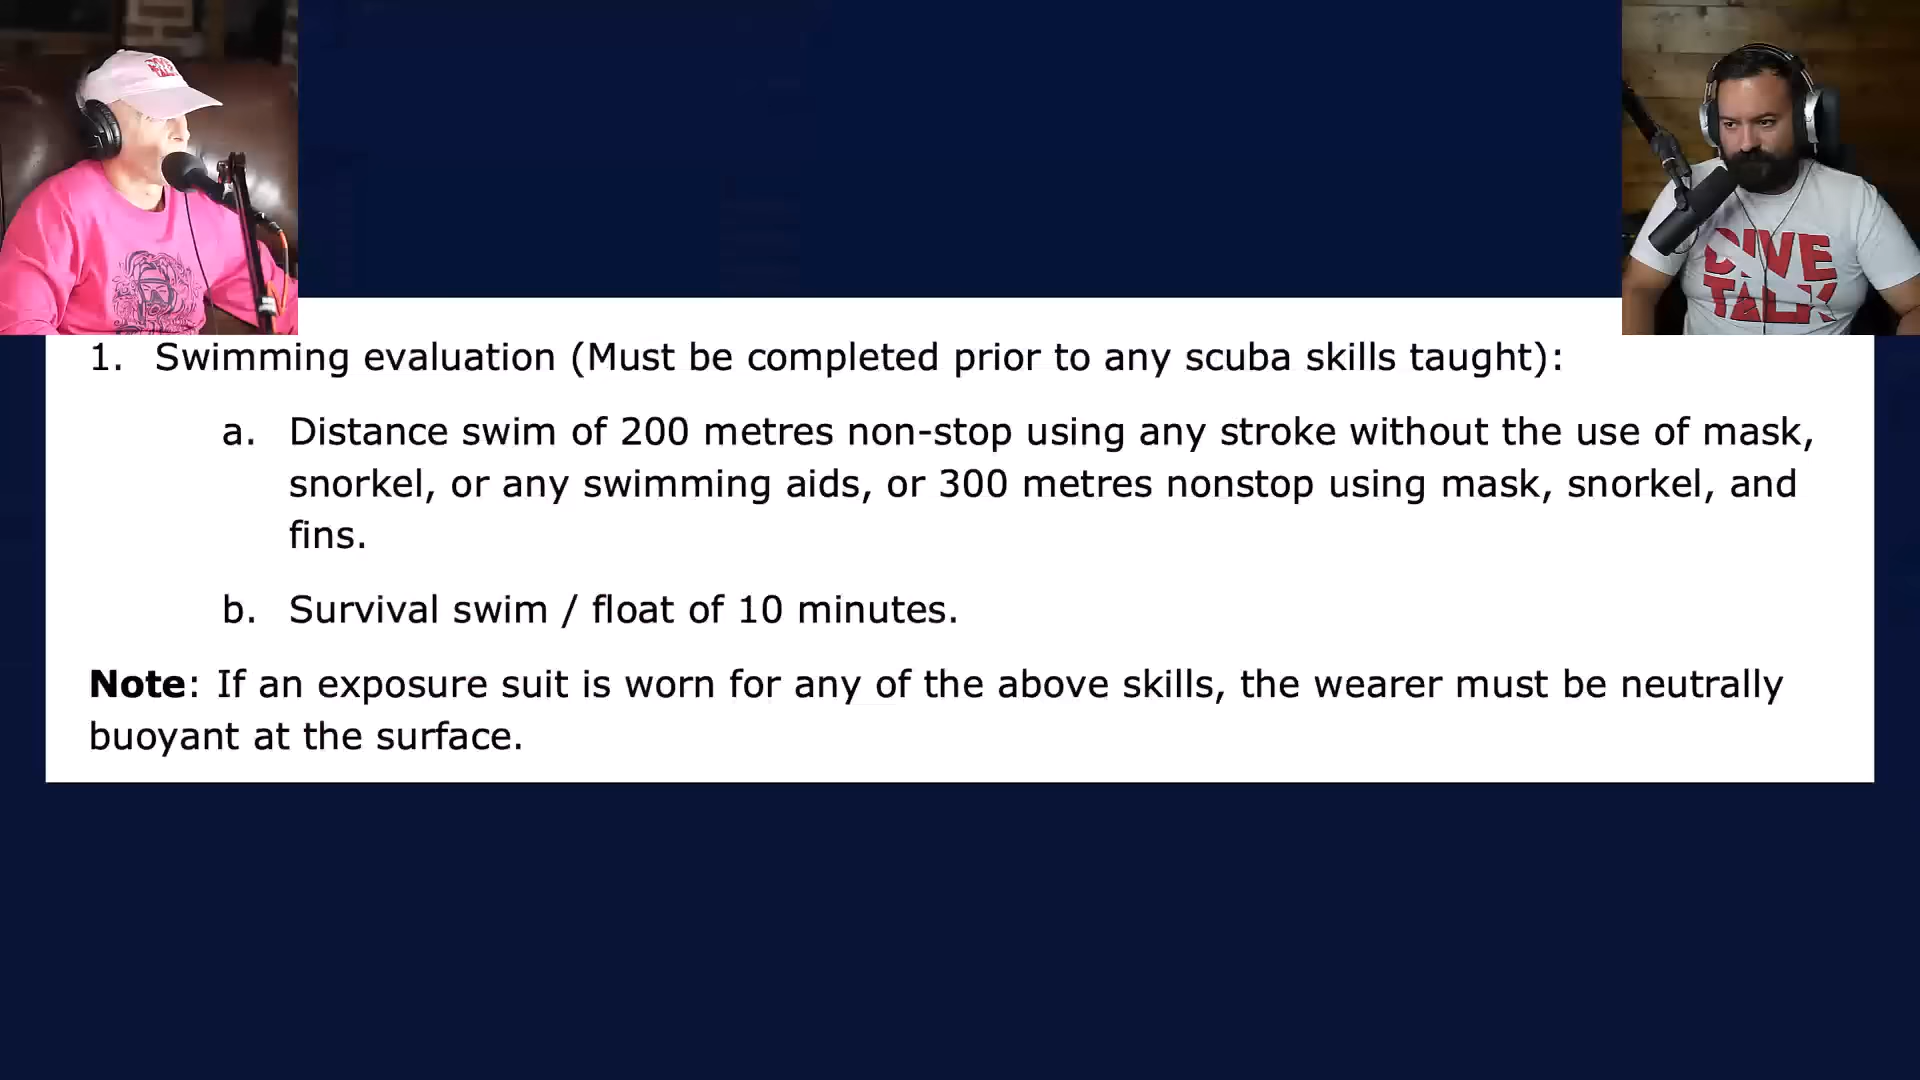 DIVE
TALK
DIVE
TALK
1. Swimming evaluation (Must be completed prior to any scuba skills taught):
a. Distance swim of 200 metres non-stop using any stroke without the use of mask,
snorkel, or any swimming aids, or 300 metres nonstop using mask, snorkel, and
fins.
b. Survival swim / float of 10 minutes.
Note: If an exposure suit is worn for any of the above skills, the wearer must be neutrally
buoyant at the surface.